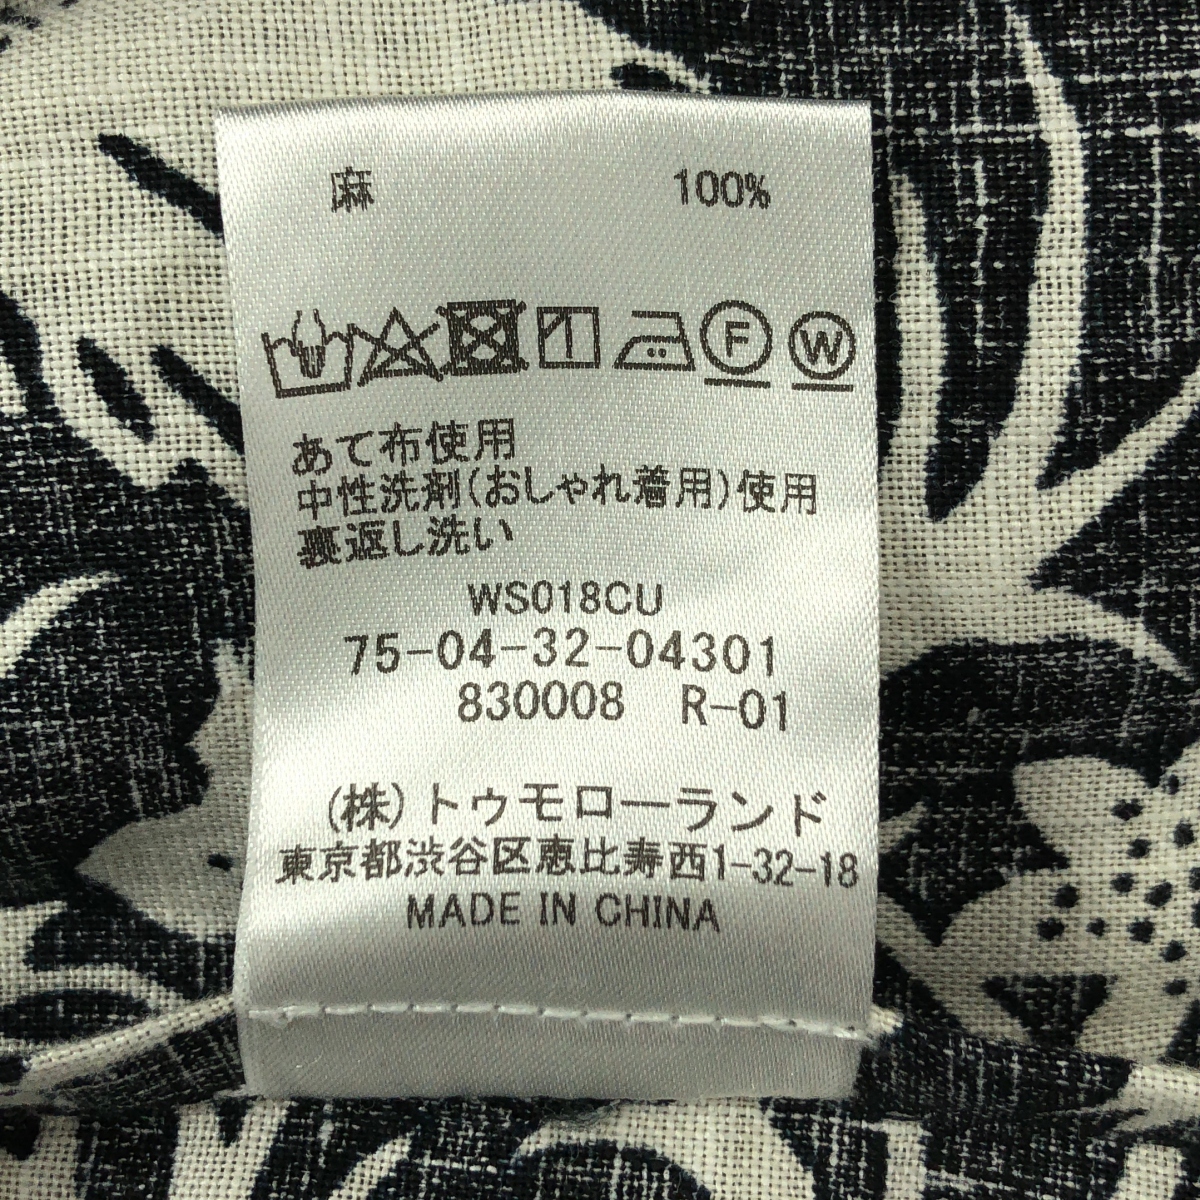 麻 100%
F W
あて布使用
中性洗剤(おしゃれ着用)使用
裏返し洗い
WS018CU
75-04-32-04301
830008 R-01
(株)トゥモローランド
東京都渋谷区恵比寿西1-32-18
MADE IN CHINA